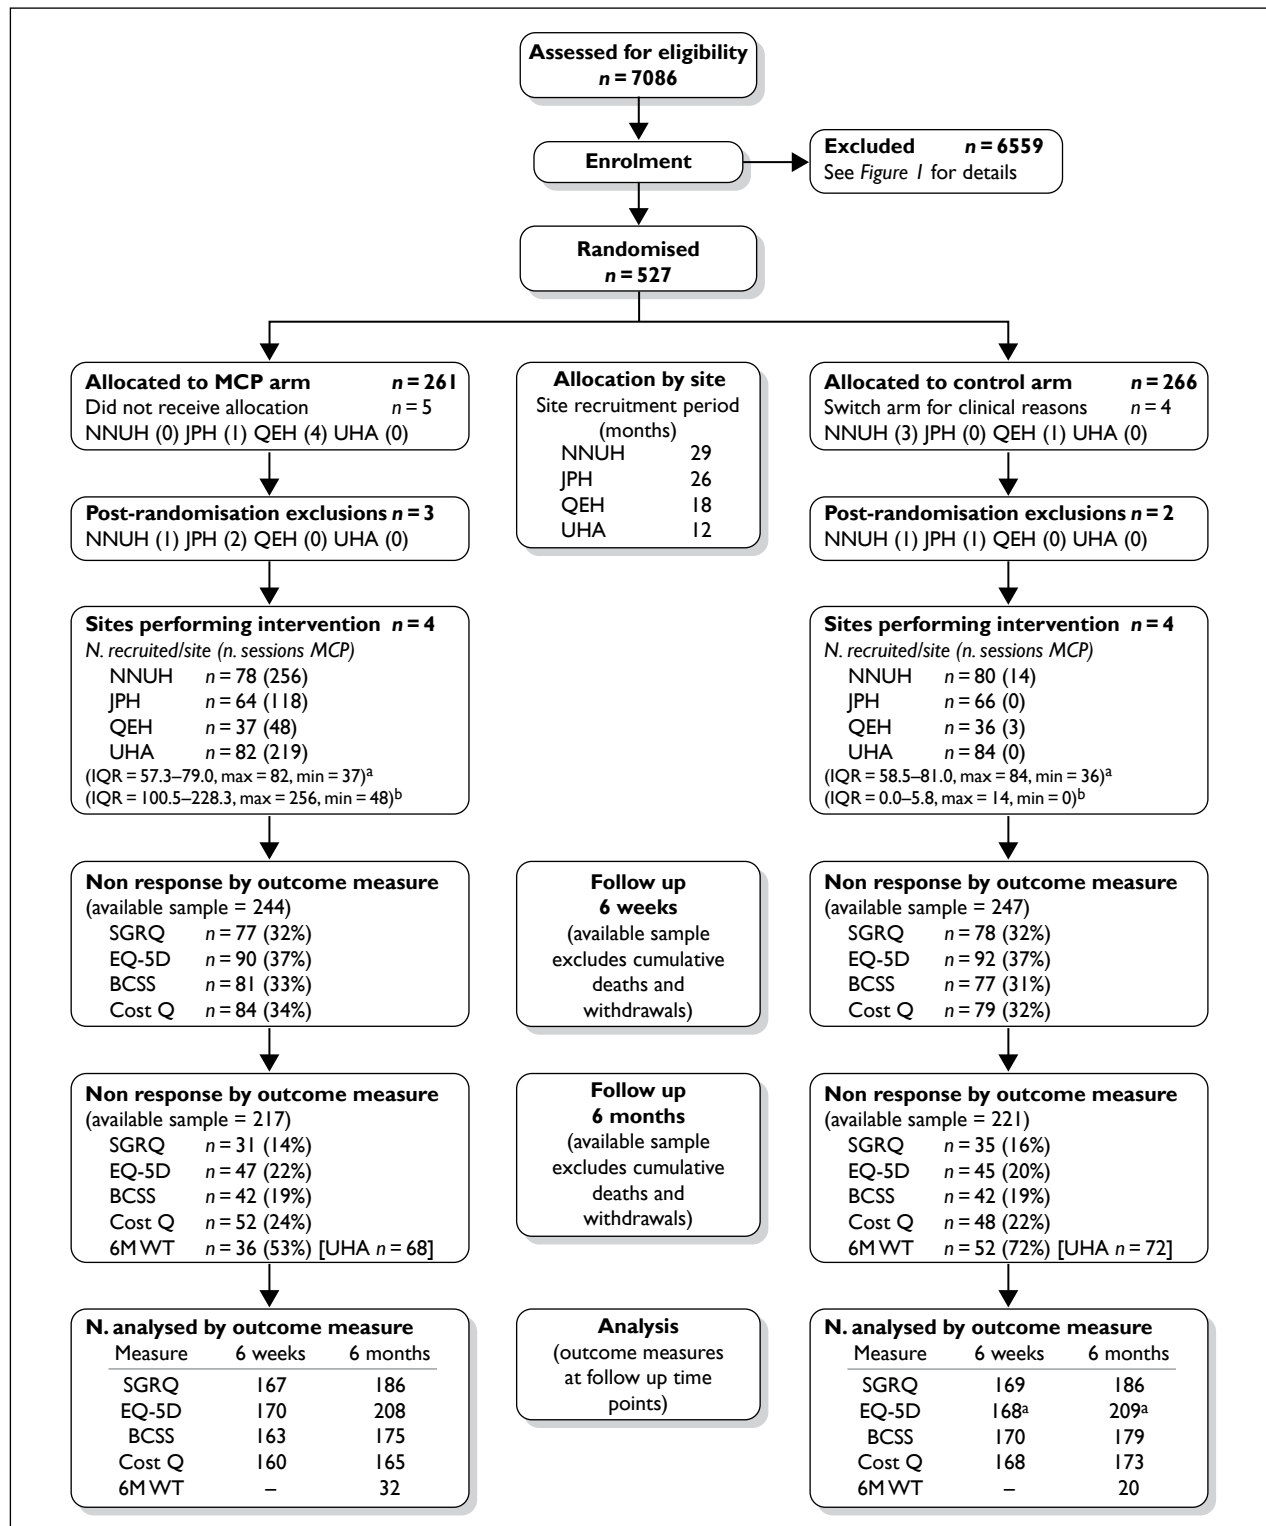 Assessed for eligibility
n = 7086
Enrolment
Excluded n = 6559
See Figure 1 for details
Randomised
n = 527
Allocated to MCP arm n = 261
Did not receive allocation n = 5
NNUH (0) JPH (1) QEH (4) UHA (0)
Allocation by site
Site recruitment period
(months)
NNUH 29
JPH 26
QEH 18
UHA 12
Allocated to control arm n = 266
Switch arm for clinical reasons n = 4
NNUH (3) JPH (0) QEH (1) UHA (0)
Post-randomisation exclusions n = 3
NNUH (1) JPH (2) QEH (0) UHA (0)
Post-randomisation exclusions n = 2
NNUH (1) JPH (1) QEH (0) UHA (0)
Sites performing intervention n = 4
N. recruited/site (n. sessions MCP)
NNUH n = 78 (256)
JPH n = 64 (118)
QEH n = 37 (48)
UHA n = 82 (219)
(IQR = 57.3–79.0, max = 82, min = 37)a
(IQR = 100.5–228.3, max = 256, min = 48)b
Sites performing intervention n = 4
N. recruited/site (n. sessions MCP)
NNUH n = 80 (14)
JPH n = 66 (0)
QEH n = 36 (3)
UHA n = 84 (0)
(IQR = 58.5–81.0, max = 84, min = 36)a
(IQR = 0.0–5.8, max = 14, min = 0)b
Non response by outcome measure
(available sample = 244)
SGRQ n = 77 (32%)
EQ-5D n = 90 (37%)
BCSS n = 81 (33%)
Cost Q n = 84 (34%)
Follow up
6 weeks
(available sample
excludes cumulative
deaths and
withdrawals)
Non response by outcome measure
(available sample = 247)
SGRQ n = 78 (32%)
EQ-5D n = 92 (37%)
BCSS n = 77 (31%)
Cost Q n = 79 (32%)
Non response by outcome measure
(available sample = 217)
SGRQ n = 31 (14%)
EQ-5D n = 47 (22%)
BCSS n = 42 (19%)
Cost Q n = 52 (24%)
6M WT n = 36 (53%) [UHA n = 68]
Follow up
6 months
(available sample
excludes cumulative
deaths and
withdrawals)
Non response by outcome measure
(available sample = 221)
SGRQ n = 35 (16%)
EQ-5D n = 45 (20%)
BCSS n = 42 (19%)
Cost Q n = 48 (22%)
6M WT n = 52 (72%) [UHA n = 72]
N. analysed by outcome measure
Measure 6 weeks 6 months
SGRQ 167 186
EQ-5D 170 208
BCSS 163 175
Cost Q 160 165
6M WT – 32
Analysis
(outcome measures
at follow up time
points)
N. analysed by outcome measure
Measure 6 weeks 6 months
SGRQ 169 186
EQ-5D 168a 209a
BCSS 170 179
Cost Q 168 173
6M WT – 20